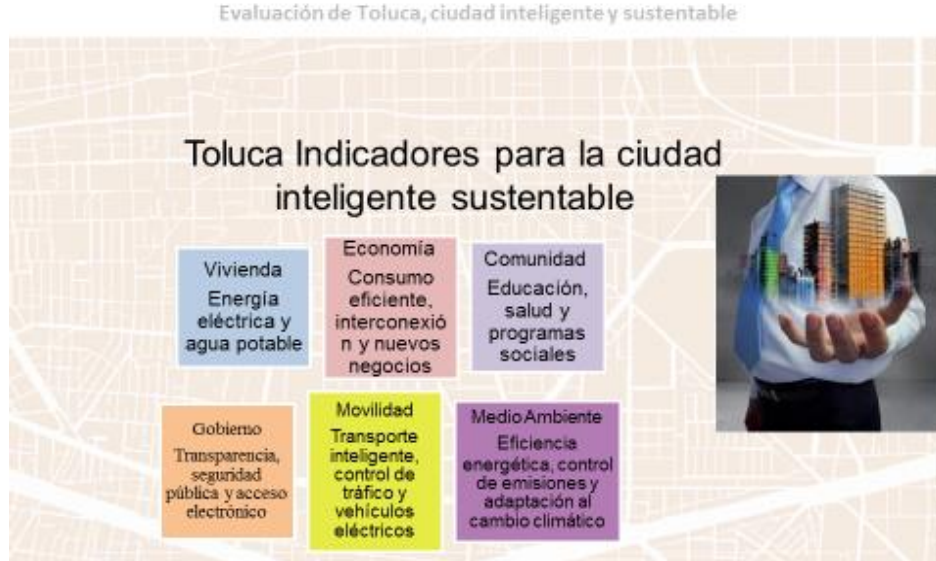 Evaluación de Toluca, ciudad inteligente y sustentable
Toluca Indicadores para la ciudad
inteligente sustentable
Vivienda
Energía
eléctrica y
agua potable
Economía
Consumo
eficiente,
interconexió
n y nuevos
negocios
Comunidad
Educación,
salud y
programas
sociales
Gobierno
Transparencia,
seguridad
pública y acceso
electrónico
Movilidad
Transporte
inteligente,
control de
tráfico y
vehículos
eléctricos
Medio Ambiente
Eficiencia
energética, control
de emisiones y
adaptación al
cambio climático